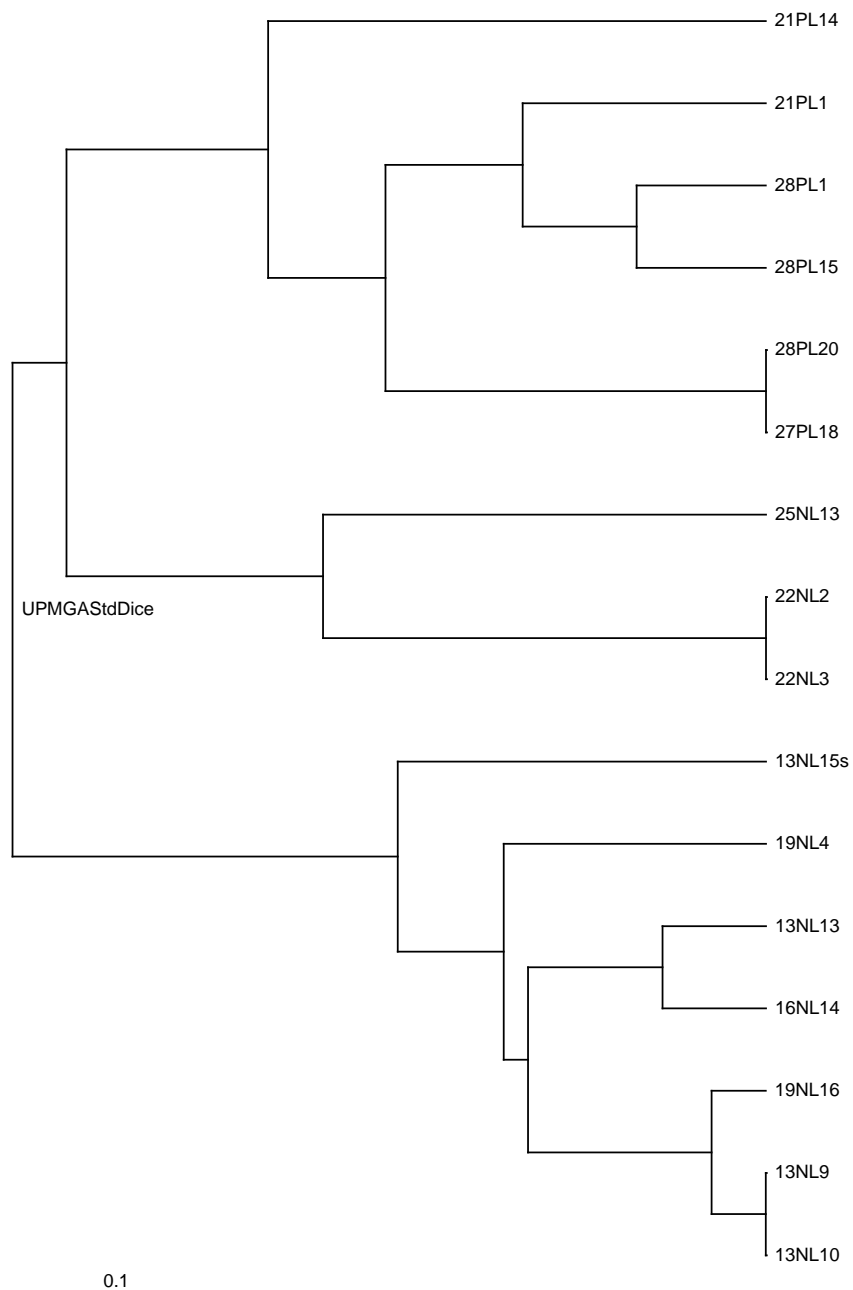 21PL14
21PL1
28PL1
28PL15
28PL20
27PL18
25NL13
22NL2
UPMGAStdDice
22NL3
13NL15s
19NL4
13NL13
16NL14
19NL16
13NL9
13NL10
0.1